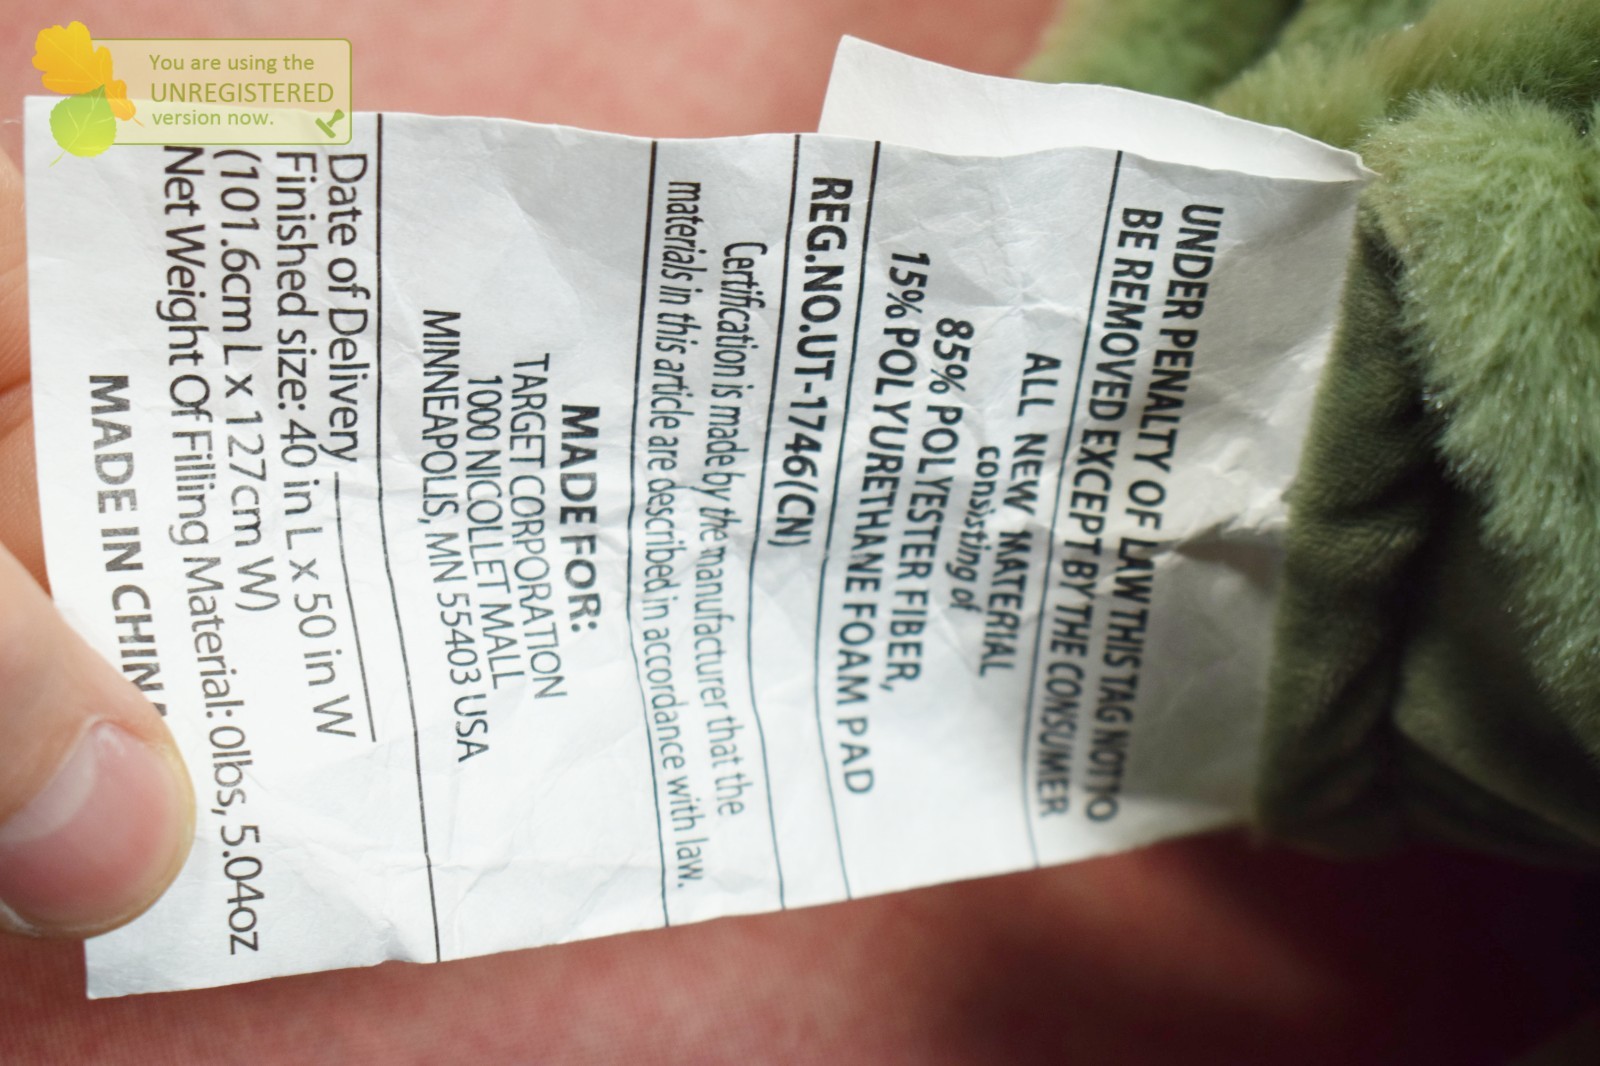 You are using the
UNREGISTERED
version now.
UNDER PENALTY OF LAW THIS TAG NOT TO
BE REMOVED EXCEPT BY THE CONSUMER
ALL NEW MATERIAL
consisting of
85% POLYESTER FIBER,
15% POLYURETHANE FOAM PAD
REG.NO.UT-1746(CN)
Certification is made by the manufacturer that the
materials in this article are described in accordance with law.
MADE FOR:
TARGET CORPORATION
1000 NICOLLET MALL
MINNEAPOLIS, MN 55403 USA
Date of Delivery
Finished size: 40 in L x 50 in W
(101.6cm L x 127cm W)
Net Weight Of Filling Material: 0lbs, 5.04oz
MADE IN CHINA